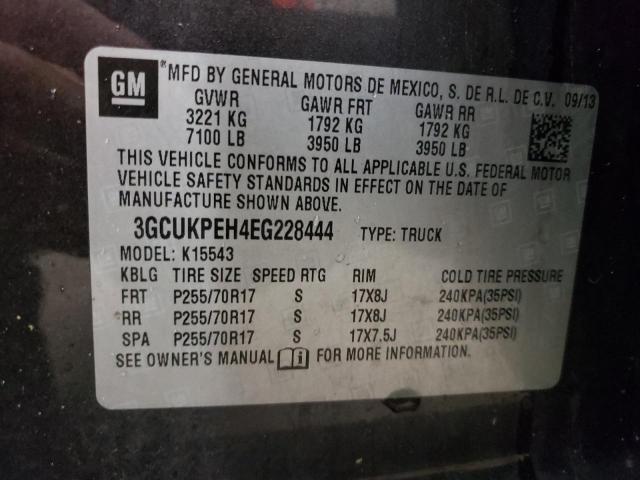 GM
® MFD BY GENERAL MOTORS DE MEXICO, S. DE R.L. DE C.V. 09/13
GVWR GAWR FRT GAWR RR
3221 KG 1792 KG 1792 KG
7100 LB 3950 LB 3950 LB
THIS VEHICLE CONFORMS TO ALL APPLICABLE U.S. FEDERAL MOTOR
VEHICLE SAFETY STANDARDS IN EFFECT ON THE DATE OF
MANUFACTURE SHOWN ABOVE.
3GCUKPEH4EG228444 TYPE: TRUCK
MODEL: K15543
KBLG TIRE SIZE SPEED RTG RIM COLD TIRE PRESSURE
FRT P255/70R17 S 17X8J 240KPA(35PSI)
RR P255/70R17 S 17X8J 240KPA(35PSI)
SPA P255/70R17 S 17X7.5J 240KPA(35PSI)
SEE OWNER'S MANUAL i FOR MORE INFORMATION.